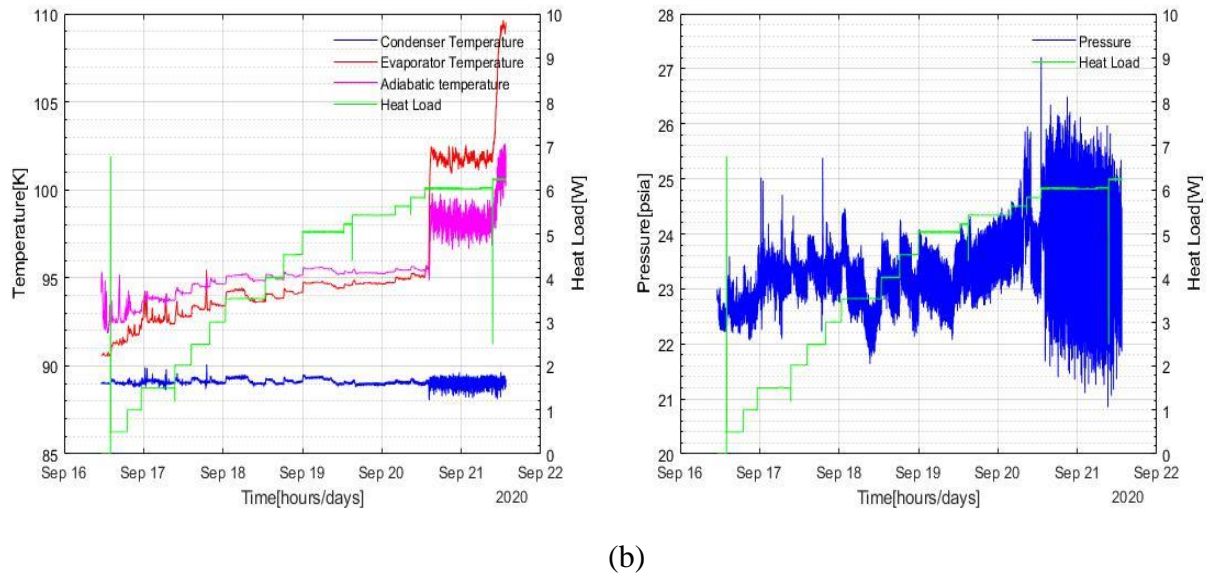 110
105
100
95
90
85
Temperature[K]
Condenser Temperature
Evaporator Temperature
Adiabatic temperature
Heat Load
10
9
8
7
6
5
4
3
2
1
0
Heat Load[W]
Sep 16 Sep 17 Sep 18 Sep 19 Sep 20 Sep 21 Sep 22
Time[hours/days]
2020
28
27
26
25
24
23
22
21
20
Pressure[psia]
Pressure
Heat Load
10
9
8
7
6
5
4
3
2
1
0
Heat Load[W]
Sep 16 Sep 17 Sep 18 Sep 19 Sep 20 Sep 21 Sep 22
Time[hours/days]
2020
(b)